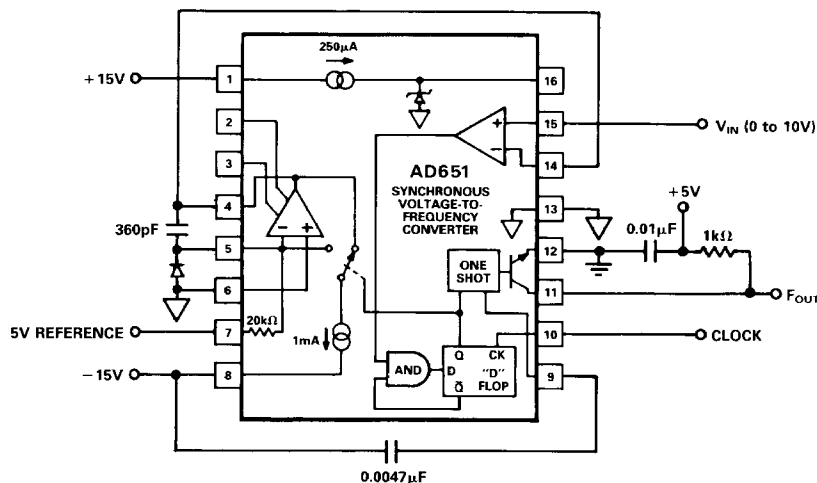 250μA
+15V
1
16
2
15
VIN (0 to 10V)
3
14
AD651
SYNCHRONOUS
VOLTAGE-TO-
FREQUENCY
CONVERTER
+
−
4
13
+5V
360pF
0.01μF
1kΩ
5
− +
12
ONE
SHOT
6
11
FOUT
5V REFERENCE
7
20kΩ
1mA
10
CLOCK
−15V
8
AND
D
Q
CK
"D"
FLOP
Q̅
9
0.0047μF